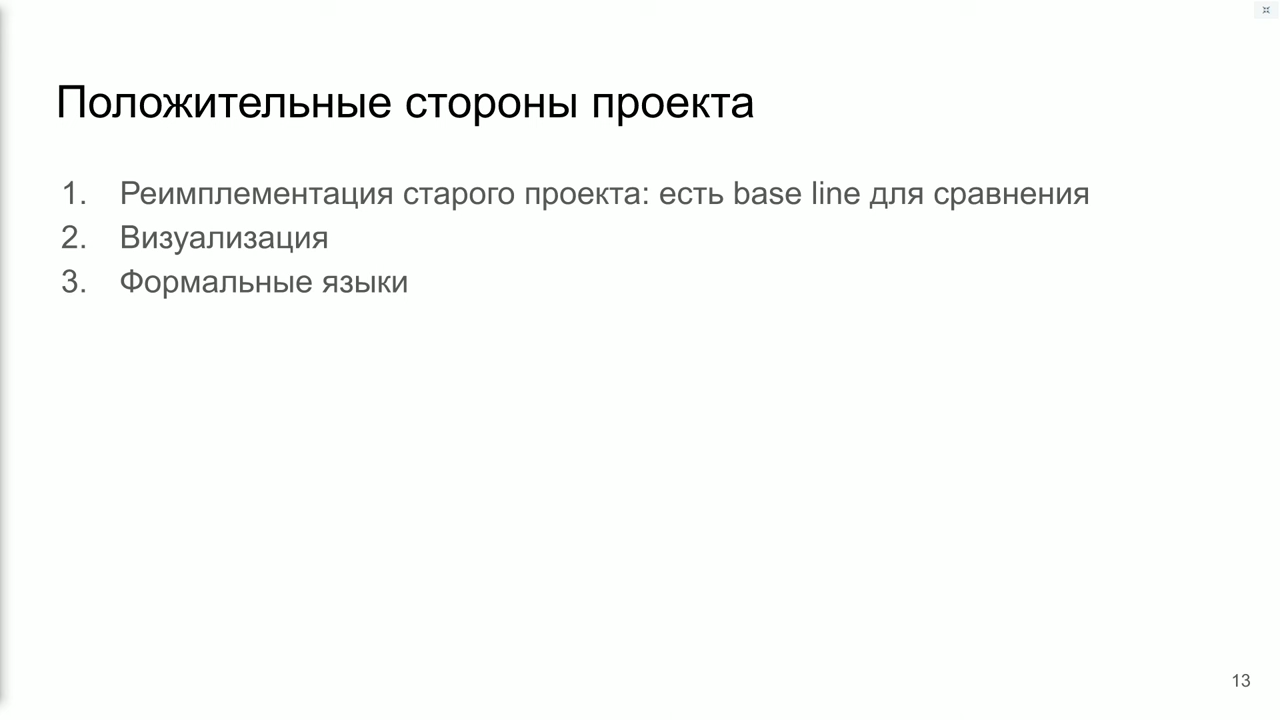 Положительные стороны проекта
1. Реимплементация старого проекта: есть base line для сравнения
2. Визуализация
3. Формальные языки
13